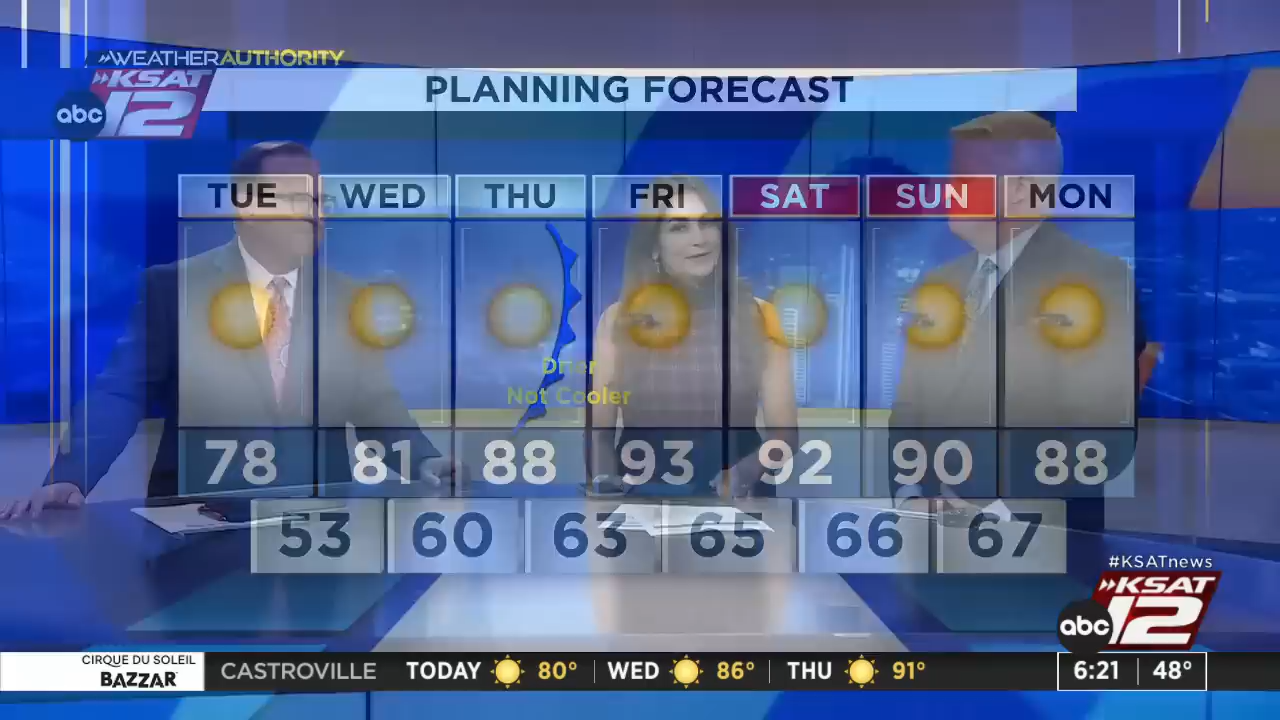 »WEATHERAUTHORITY
»KSAT
abc 12
PLANNING FORECAST
TUE WED THU FRI SAT SUN MON
Drier
Not Cooler
78 81 88 93 92 90 88
53 60 63 65 66 67
#KSATnews
»KSAT
abc 12
CIRQUE DU SOLEIL
BAZZAR
CASTROVILLE TODAY 80° WED 86° THU 91° 6:21 48°